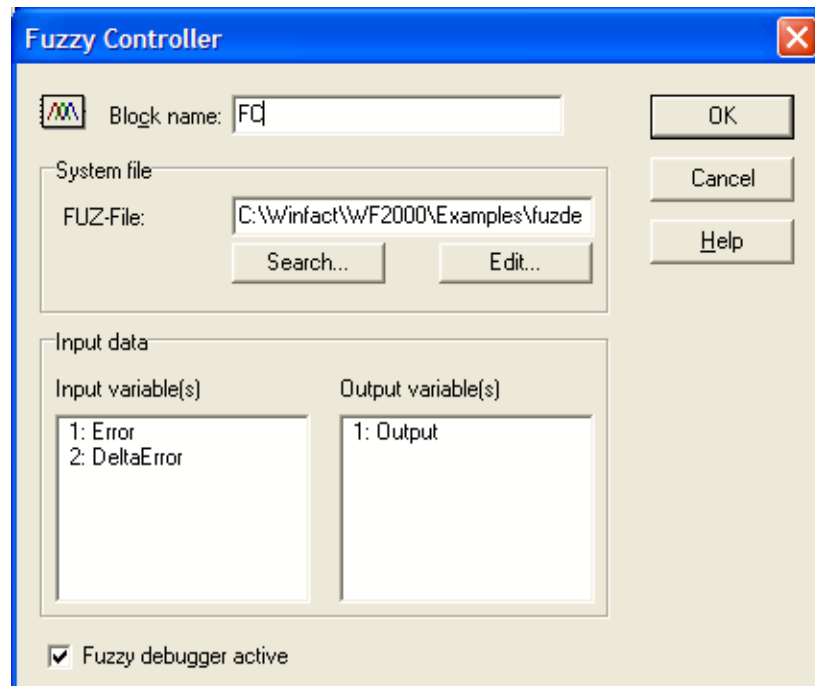 Fuzzy Controller
Block name: FC
OK
System file
Cancel
FUZ-File: C:\Winfact\WF2000\Examples\fuzde
Help
Search... Edit...
Input data
Input variable(s) Output variable(s)
1: Error 1: Output
2: DeltaError
Fuzzy debugger active